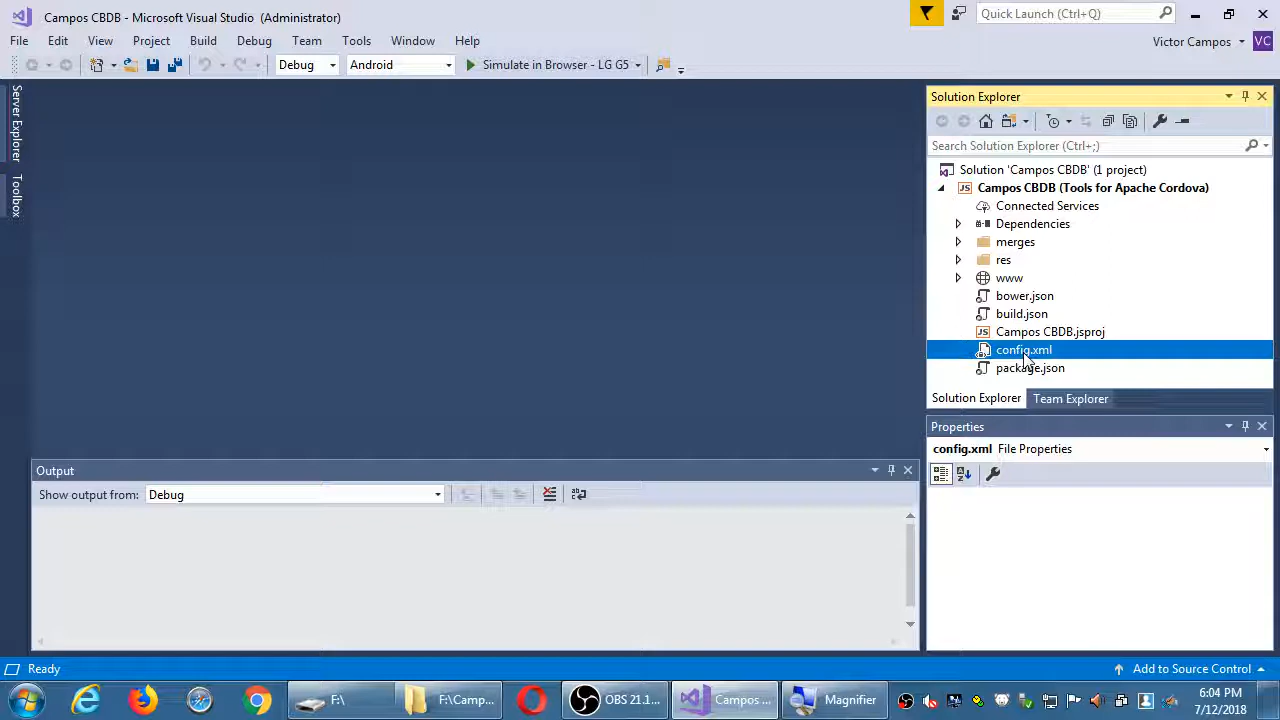 Campos CBDB - Microsoft Visual Studio (Administrator)
Quick Launch (Ctrl+Q)
File Edit View Project Build Debug Team Tools Window Help
Victor Campos VC
Debug Android Simulate in Browser - LG G5
Server Explorer
Toolbox
Solution Explorer
Search Solution Explorer (Ctrl+;)
Solution 'Campos CBDB' (1 project)
JS Campos CBDB (Tools for Apache Cordova)
Connected Services
Dependencies
merges
res
www
bower.json
build.json
JS Campos CBDB.jsproj
config.xml
package.json
Solution Explorer Team Explorer
Properties
config.xml File Properties
Output
Show output from: Debug
Ready
Add to Source Control
F:\ F:\Camp... OBS 21.1... Campos ... Magnifier
6:04 PM
7/12/2018